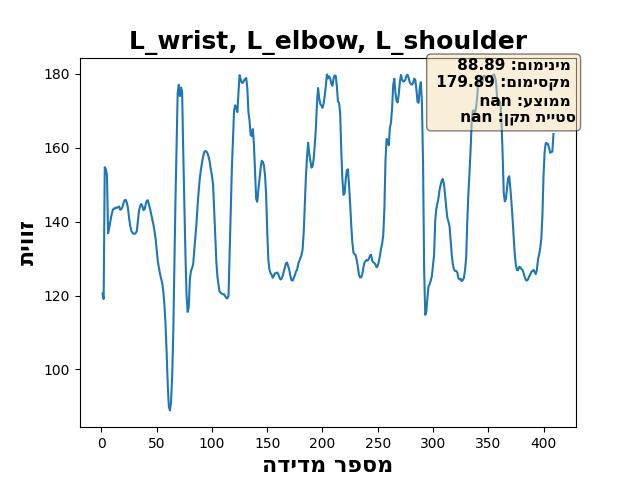 L_wrist, L_elbow, L_shoulder
מינימום: 88.89
מקסימום: 179.89
ממוצע: nan
סטיית תקן: nan
180
160
140
120
100
זווית
0 50 100 150 200 250 300 350 400
מספר מדידה